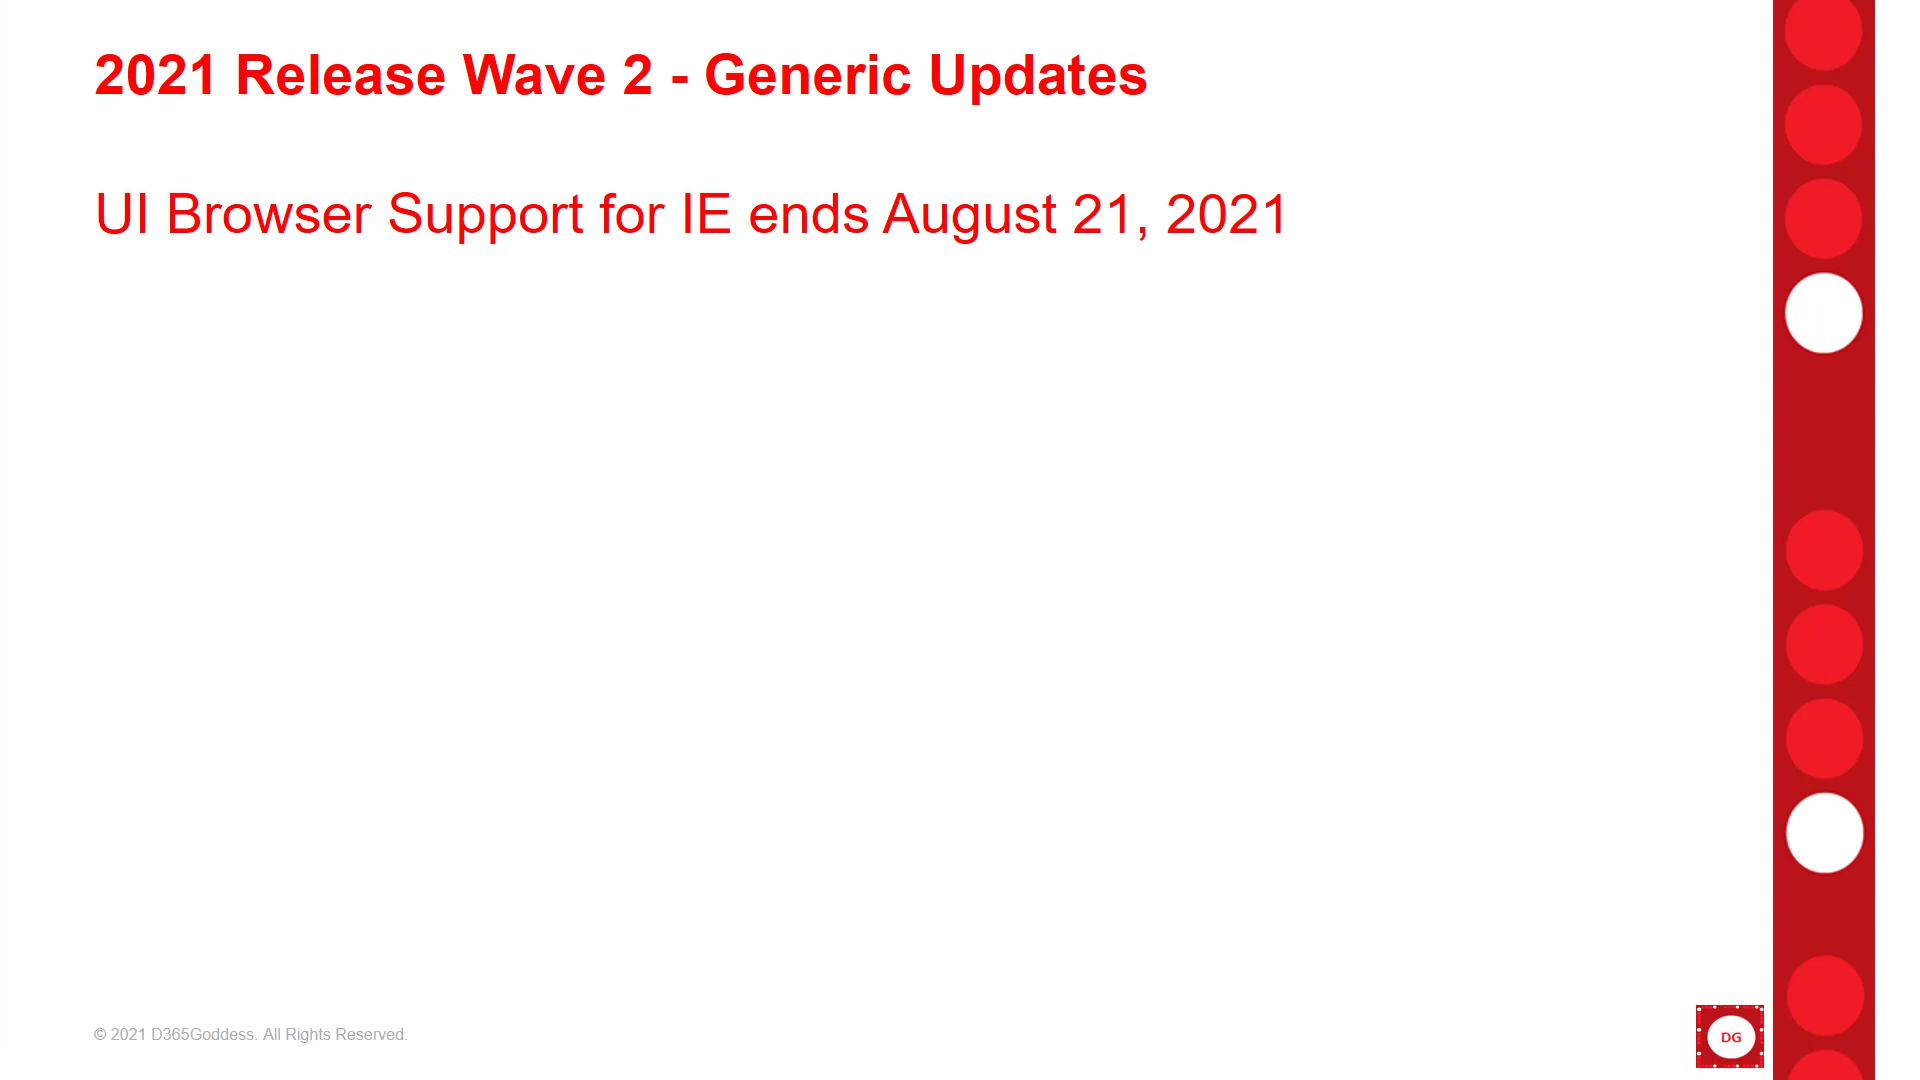 2021 Release Wave 2 - Generic Updates
UI Browser Support for IE ends August 21, 2021
© 2021 D365Goddess. All Rights Reserved.
DG